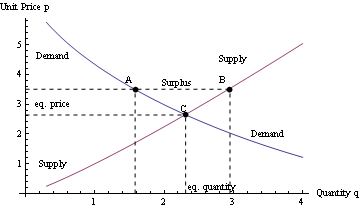 Unit Price p
5
Demand
Supply
4
A
Surplus
B
3
eq. price
C
2
Demand
1
Supply
eq. quantity
1
2
3
4
Quantity q